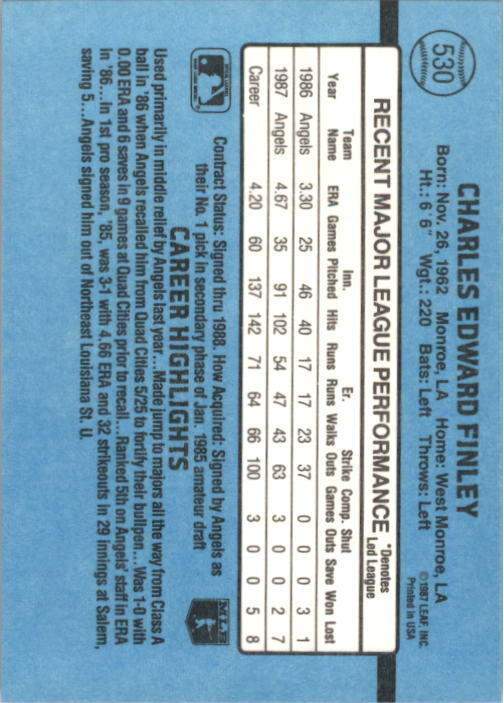 530
CHARLES EDWARD FINLEY
Born: Nov. 26, 1962 Monroe, LA Home: West Monroe, LA
Ht.: 6'6" Wgt.: 220 Bats: Left Throws: Left
© 1987 LEAF, INC.
Printed in USA
RECENT MAJOR LEAGUE PERFORMANCE *Denotes Led League
Team Inn. Er. Strike Comp. Shut
Year Name ERA Games Pitched Hits Runs Runs Walks Outs Games Outs Save Won Lost
1986 Angels 3.30 25 46 40 17 17 23 37 0 0 0 3 1
1987 Angels 4.67 35 91 102 54 47 43 63 3 0 0 2 7
Career 4.20 60 137 142 71 64 66 100 3 0 0 5 8
Contract Status: Signed thru 1988. How Acquired: Signed by Angels as
their No. 1 pick in secondary phase of Jan. 1985 amateur draft
MLB
CAREER HIGHLIGHTS
Used primarily in middle relief by Angels last year...Made jump to majors all the way from Class A
ball in '86 when Angels recalled him from Quad Cities 5/25 to fortify their bullpen...Was 1-0 with
0.00 ERA and 6 saves in 9 games at Quad Cities prior to recall...Ranked 5th on Angels' staff in ERA
in '86...In 1st pro season, '85, was 3-1 with 4.66 ERA and 32 strikeouts in 29 innings at Salem,
saving 5...Angels signed him out of Northeast Louisiana St. U.